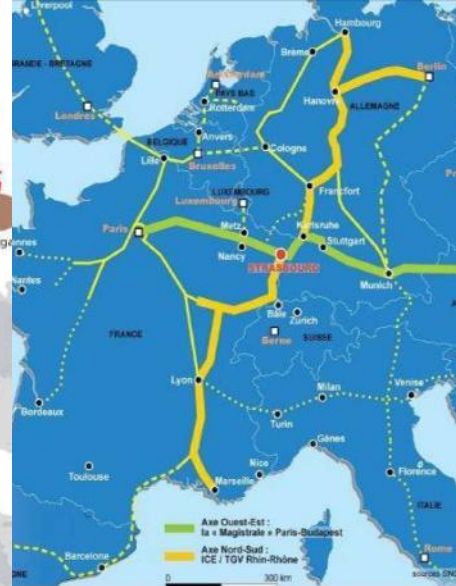 Liverpool
Hambourg
Brême
Berlin
GRANDE - BRETAGNE
Amsterdam
PAYS BAS
Hanovre
ALLEMAGNE
Rotterdam
Londres
Anvers
BELGIQUE
Cologne
Lille
Bruxelles
LUXEMBOURG
Francfort
Luxembourg
Paris
Metz
Karlsruhe
Nancy
Stuttgart
STRASBOURG
Nantes
Munich
Bâle
Zürich
FRANCE
Berne
SUISSE
Lyon
Milan
Venise
Bordeaux
Turin
Gênes
Toulouse
Nice
Florence
Marseille
ITALIE
Axe Ouest-Est :
la « Magistrale » Paris-Budapest
Barcelone
Axe Nord-Sud :
ICE / TGV Rhin-Rhône
Rome
0 300 km